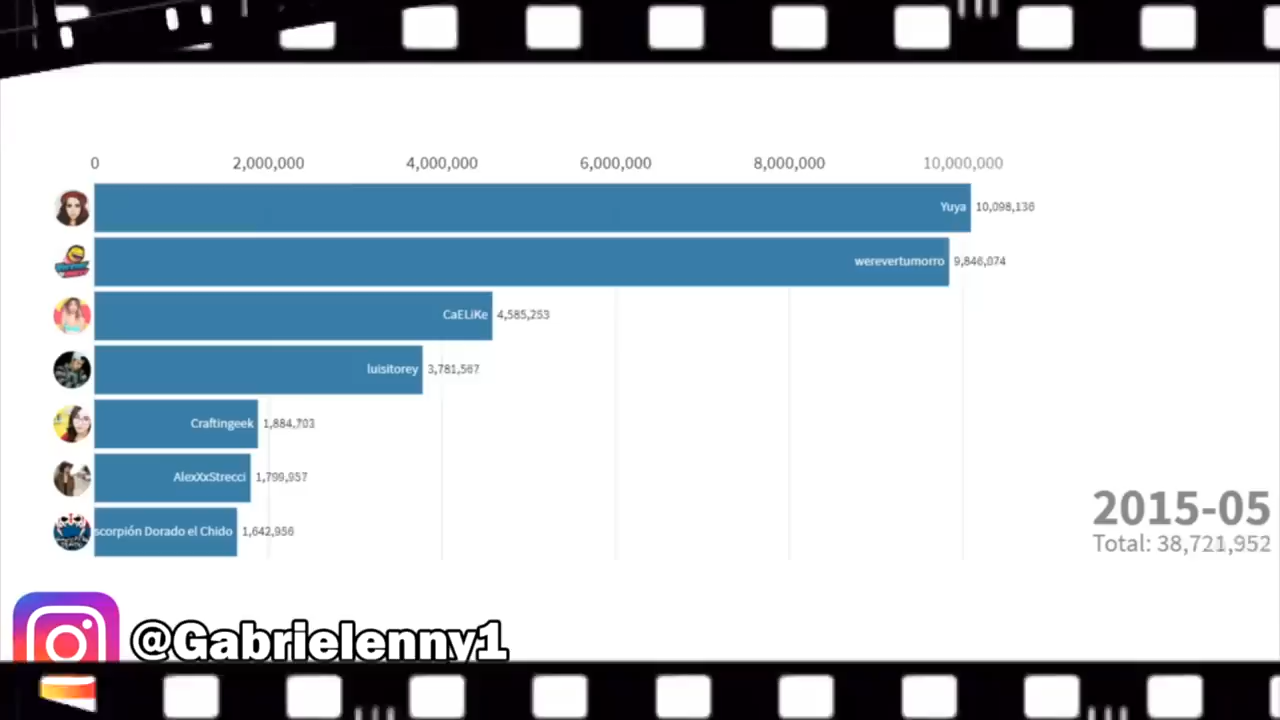 0 2,000,000 4,000,000 6,000,000 8,000,000 10,000,000
Yuya 10,098,136
werevertumorro 9,846,074
CaELiKe 4,585,253
luisitorey 3,781,567
Craftingeek 1,884,703
AlexXxStrecci 1,799,957
scorpión Dorado el Chido 1,642,956
2015-05
Total: 38,721,952
@Gabrielenny1